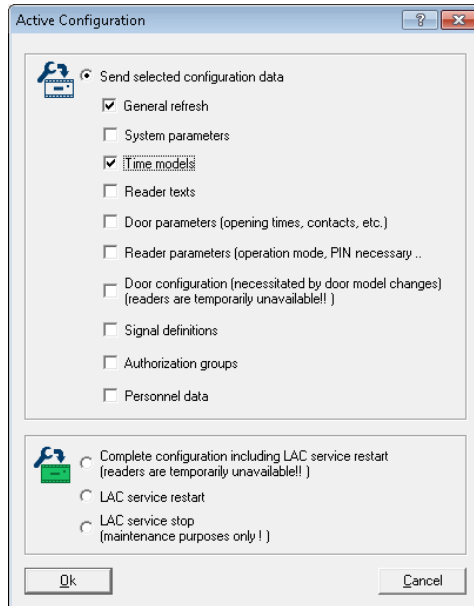 Active Configuration
Send selected configuration data
General refresh
System parameters
Time models
Reader texts
Door parameters (opening times, contacts, etc.)
Reader parameters (operation mode, PIN necessary ..
Door configuration (necessitated by door model changes)
(readers are temporarily unavailable!! )
Signal definitions
Authorization groups
Personnel data
Complete configuration including LAC service restart
(readers are temporarily unavailable!! )
LAC service restart
LAC service stop
(maintenance purposes only ! )
Ok
Cancel